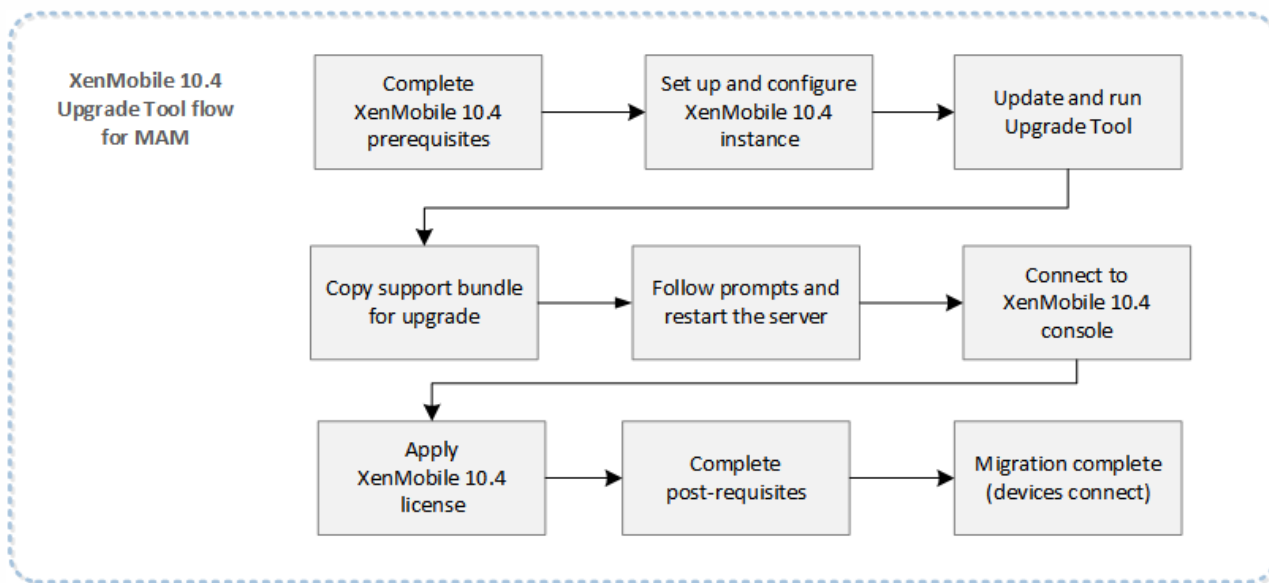 XenMobile 10.4
Upgrade Tool flow
for MAM
Complete
XenMobile 10.4
prerequisites
Set up and configure
XenMobile 10.4
instance
Update and run
Upgrade Tool
Copy support bundle
for upgrade
Follow prompts and
restart the server
Connect to
XenMobile 10.4
console
Apply
XenMobile 10.4
license
Complete
post-requisites
Migration complete
(devices connect)